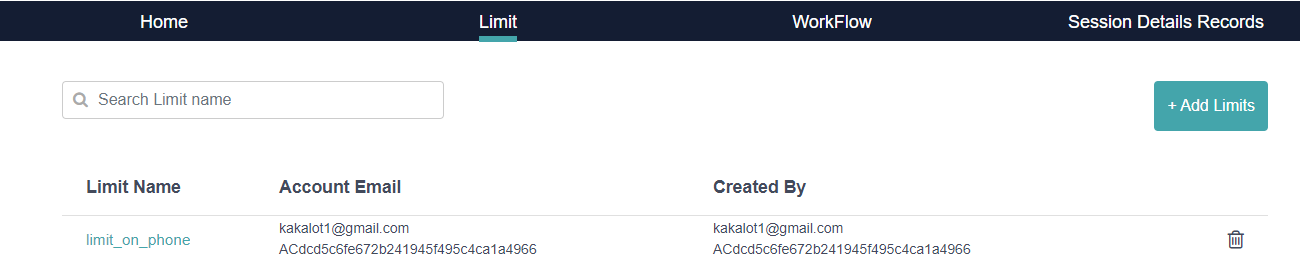 Home Limit WorkFlow Session Details Records
Search Limit name
+ Add Limits
Limit Name Account Email Created By
kakalot1@gmail.com kakalot1@gmail.com
limit_on_phone
ACdcd5c6fe672b241945f495c4ca1a4966 ACdcd5c6fe672b241945f495c4ca1a4966